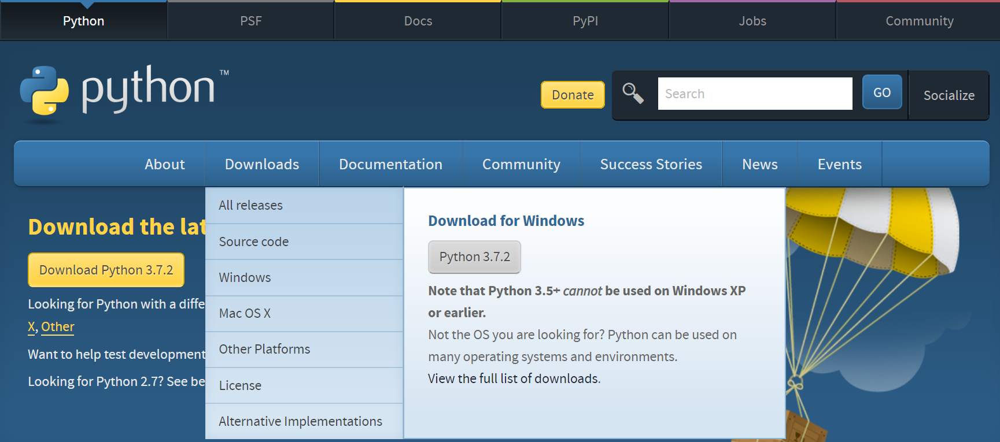 Python
PSF
Docs
PyPI
Jobs
Community
python™
Donate
Search
GO
Socialize
About
Downloads
Documentation
Community
Success Stories
News
Events
Download the lat
Download Python 3.7.2
Looking for Python with a diffe
X, Other
Want to help test development
Looking for Python 2.7? See be
All releases
Source code
Windows
Mac OS X
Other Platforms
License
Alternative Implementations
Download for Windows
Python 3.7.2
Note that Python 3.5+ cannot be used on Windows XP
or earlier.
Not the OS you are looking for? Python can be used on
many operating systems and environments.
View the full list of downloads.